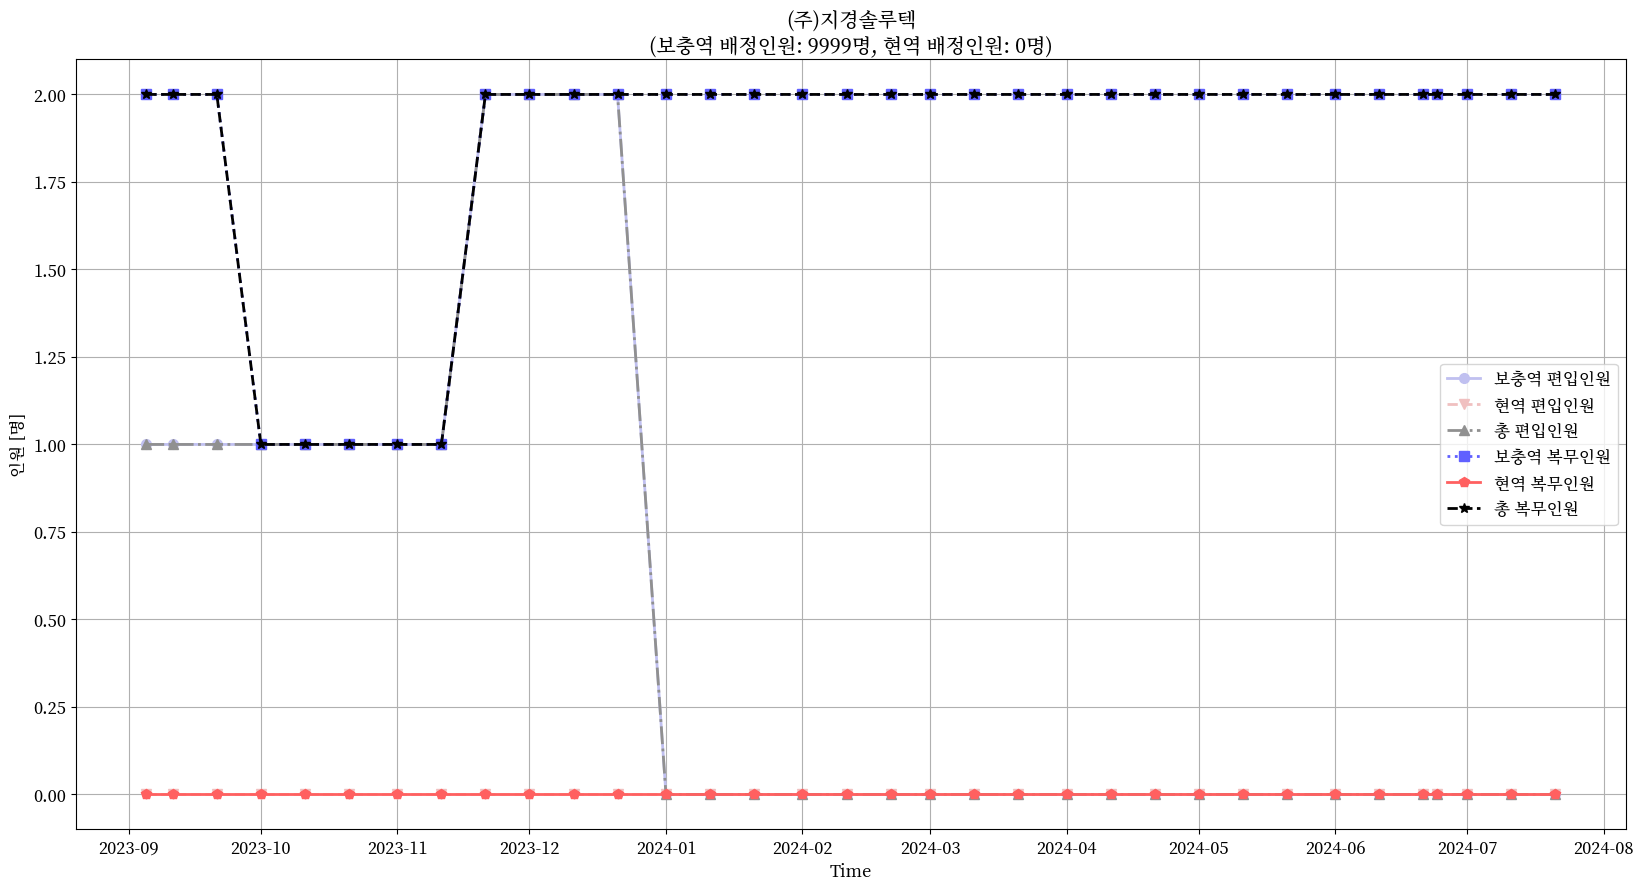 (주)지경솔루텍
(보충역 배정인원: 9999명, 현역 배정인원: 0명)
2.00
1.75
1.50
1.25
1.00
0.75
0.50
0.25
0.00
인원 [명]
보충역 편입인원
현역 편입인원
총 편입인원
보충역 복무인원
현역 복무인원
총 복무인원
2023-09 2023-10 2023-11 2023-12 2024-01 2024-02 2024-03 2024-04 2024-05 2024-06 2024-07 2024-08
Time